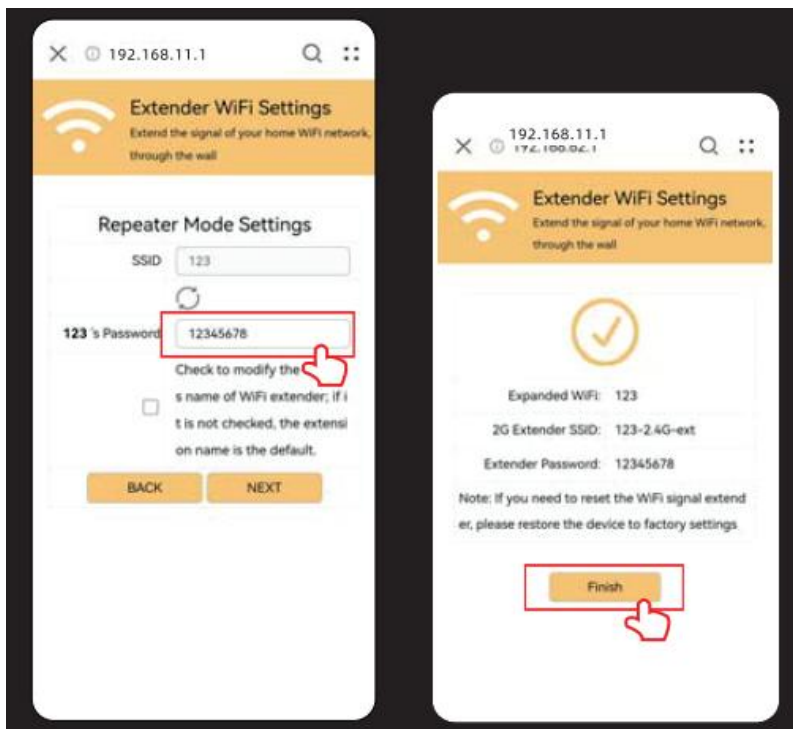 192.168.11.1
Extender WiFi Settings
Extend the signal of your home WiFi network,
through the wall
Repeater Mode Settings
SSID 123
123 's Password 12345678
Check to modify the
s name of WiFi extender; if i
t is not checked, the extensi
on name is the default.
BACK NEXT
192.168.11.1
Extender WiFi Settings
Extend the signal of your home WiFi network,
through the wall
Expanded WiFi: 123
2G Extender SSID: 123-2.4G-ext
Extender Password: 12345678
Note: If you need to reset the WiFi signal extend
er, please restore the device to factory settings
Finish